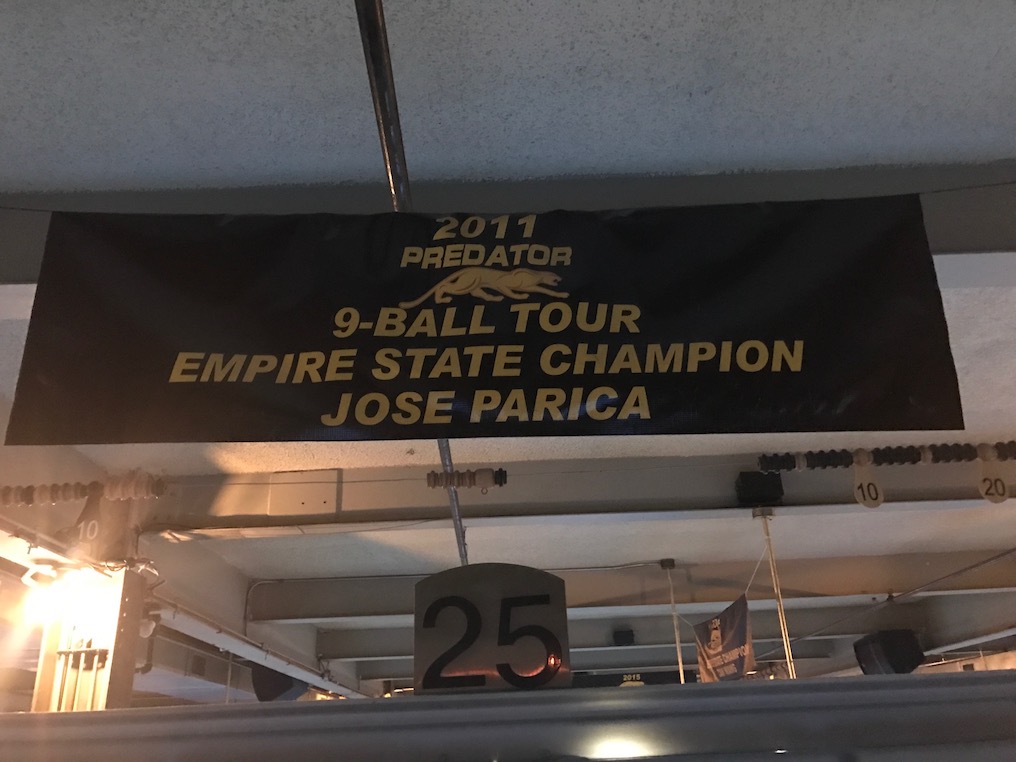 2011
PREDATOR
9-BALL TOUR
EMPIRE STATE CHAMPION
JOSE PARICA
10
20
10
25
2015